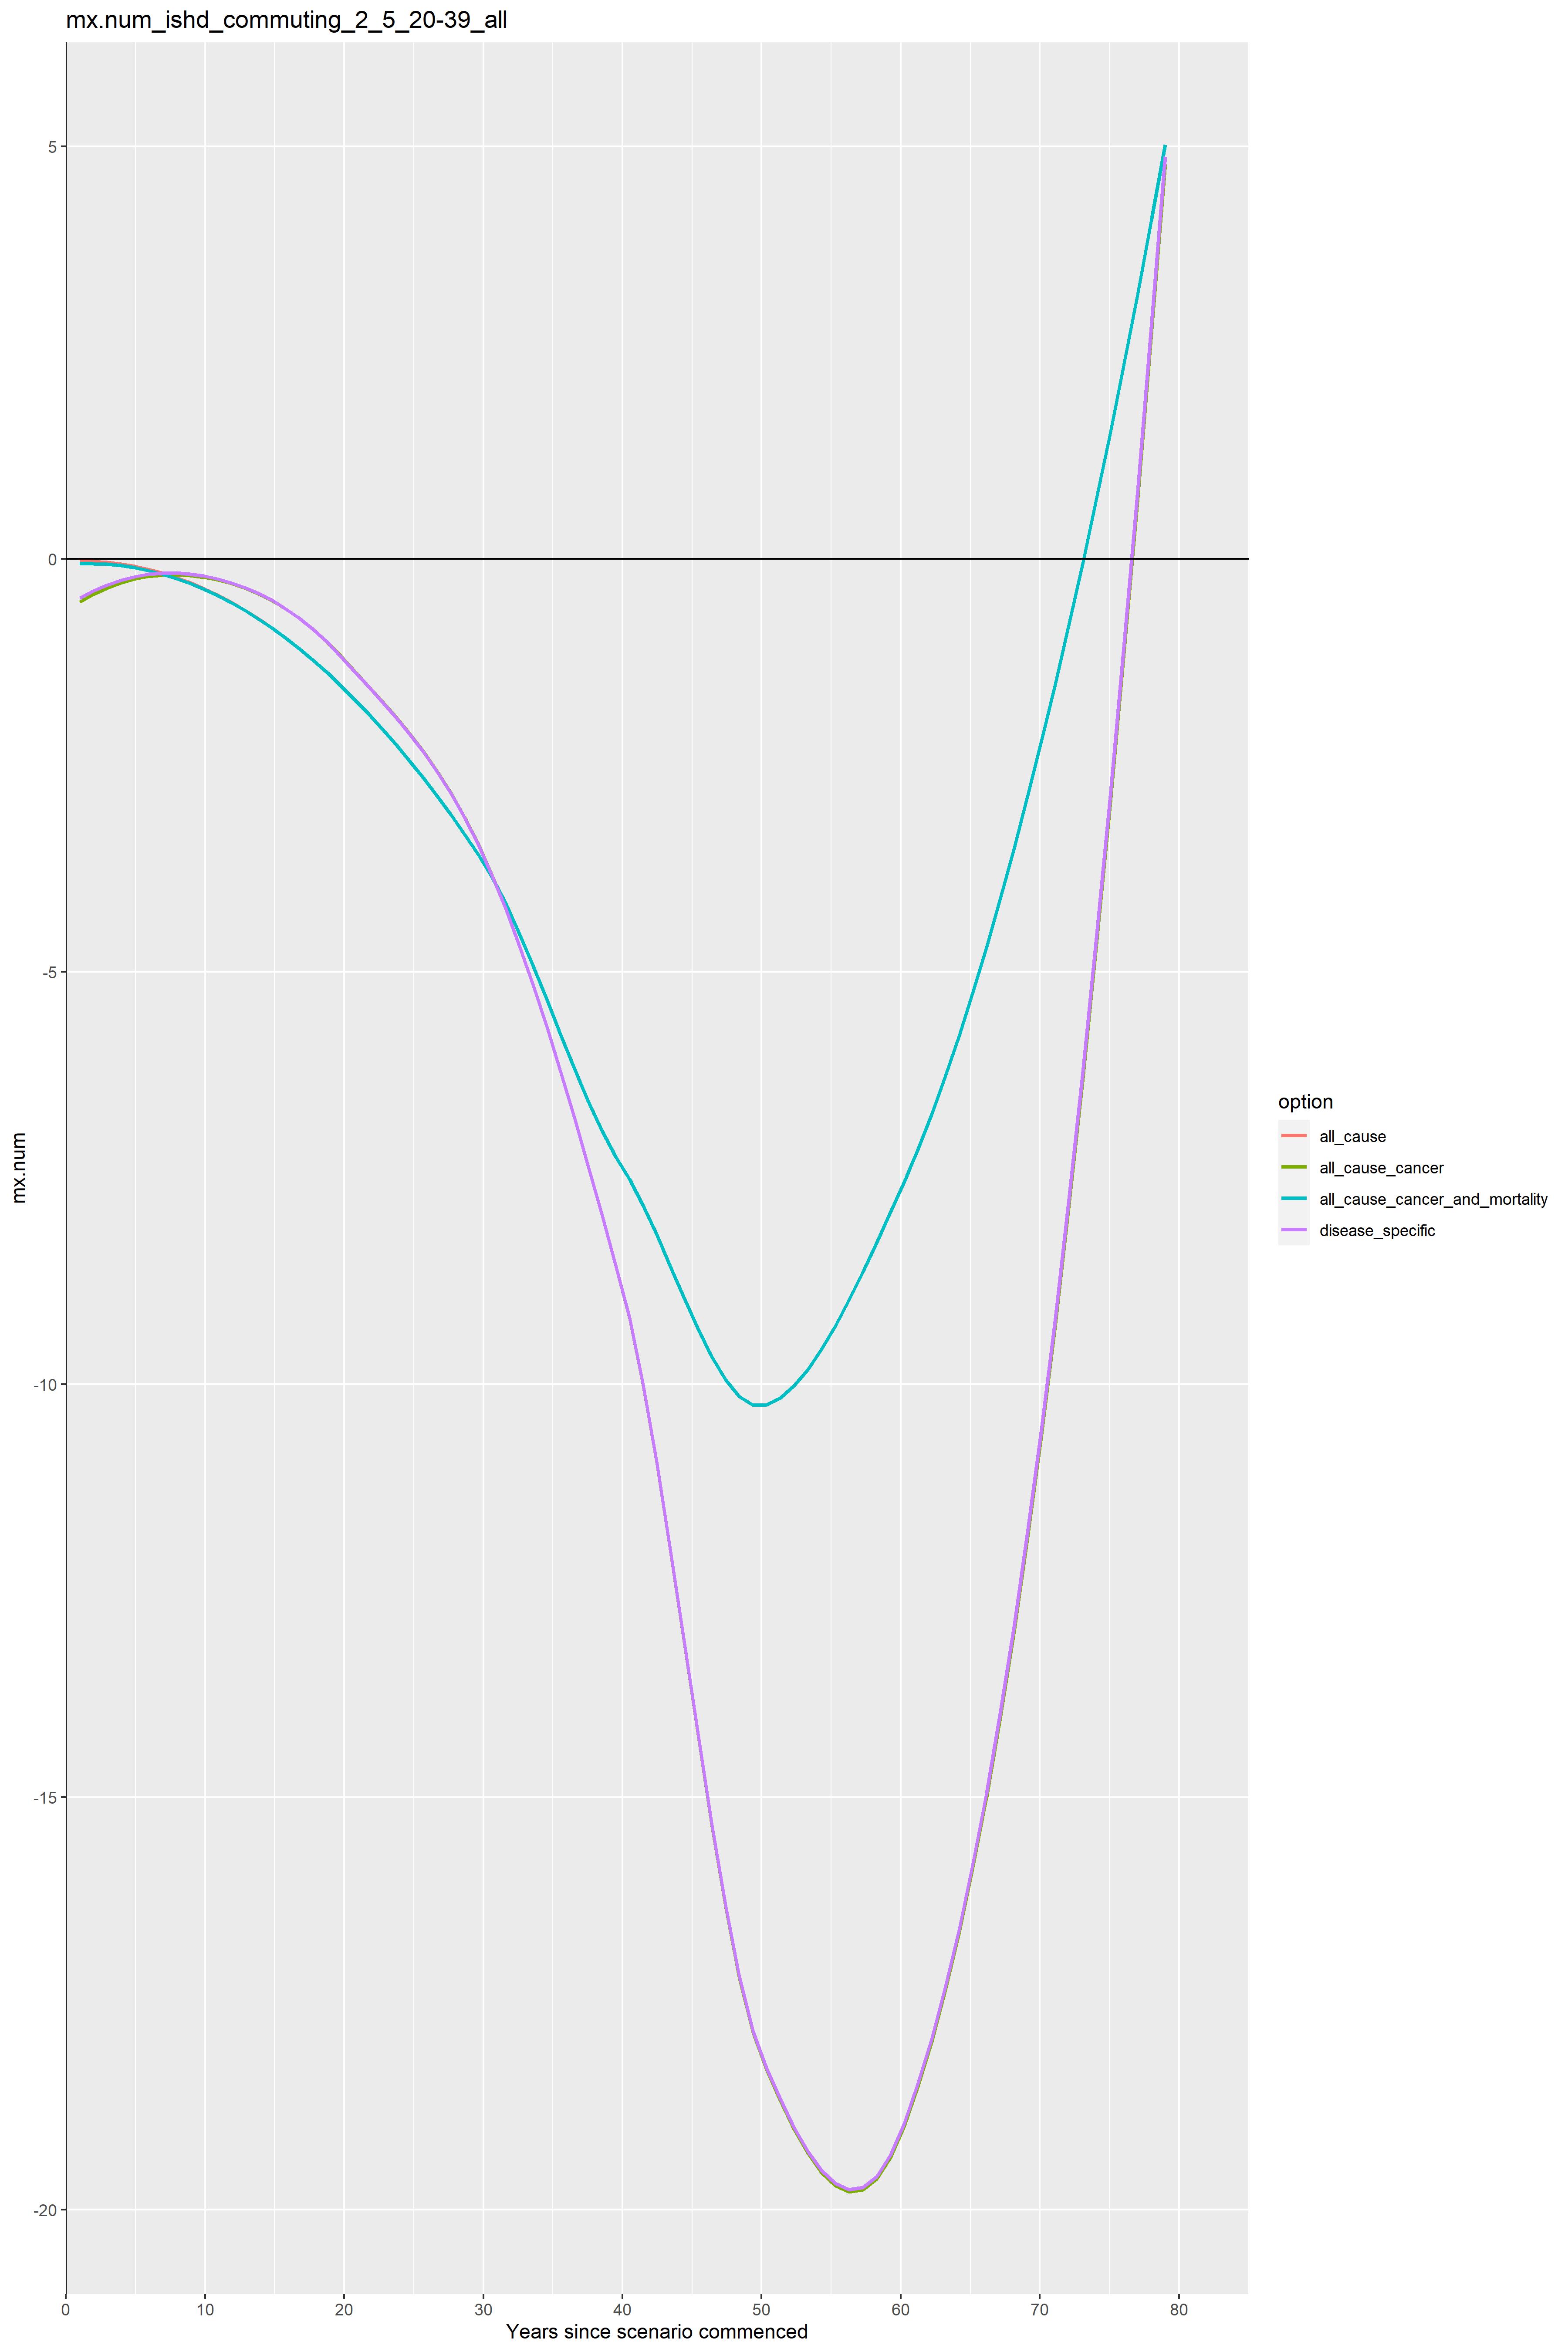 mx.num_ishd_commuting_2_5_20-39_all
5
0
-5
-10
-15
-20
mx.num
0 10 20 30 40 50 60 70 80
Years since scenario commenced
option
all_cause
all_cause_cancer
all_cause_cancer_and_mortality
disease_specific